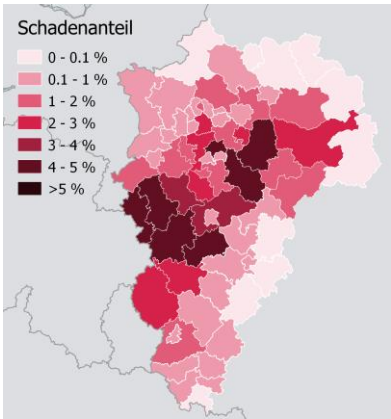 Schadenanteil
0 - 0.1 %
0.1 - 1 %
1 - 2 %
2 - 3 %
3 - 4 %
4 - 5 %
>5 %